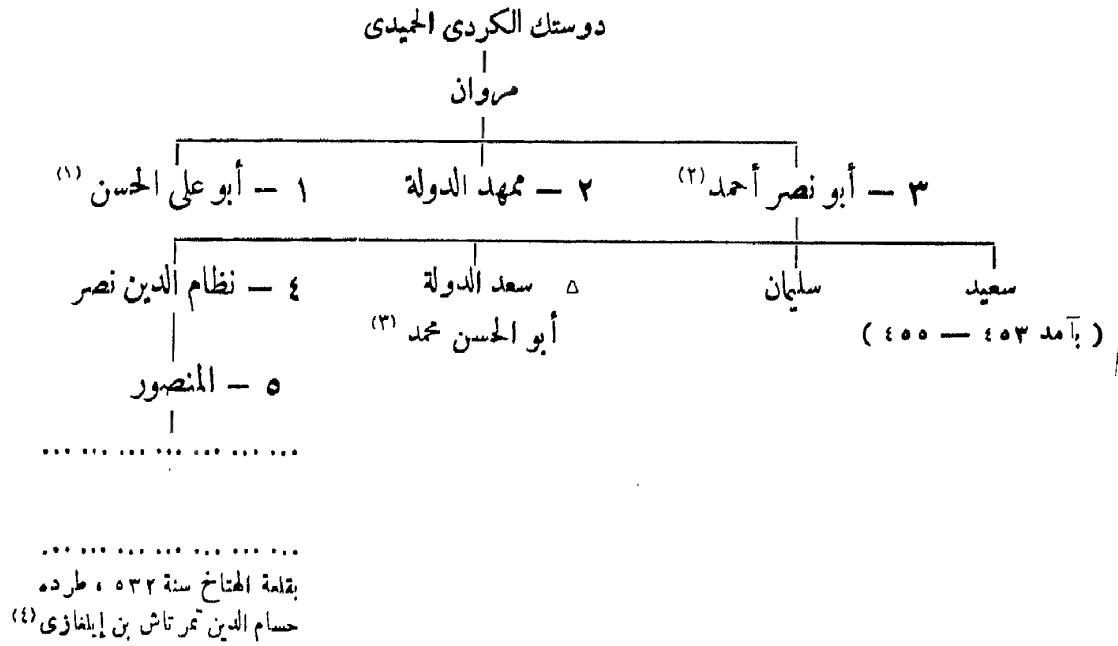 دوستك الكردى الحميدى
مروان
٣ — أبو نصر أحمد (٢) ٢ — ممهد الدولة ١ — أبو على الحسن (١)
سعيد سليمان △ سعد الدولة ٤ — نظام الدين نصر
( بآمد ٤٥٣ — ٤٥٥ ) أبو الحسن محمد (٣)
٥ — المنصور
... ... ... ... ... ... ...
... ... ... ... ... ... ...
بقلعة الهتاخ سنة ٥٣٢ ، طرده
حسام الدين تمرتاش بن إيلغازى (٤)